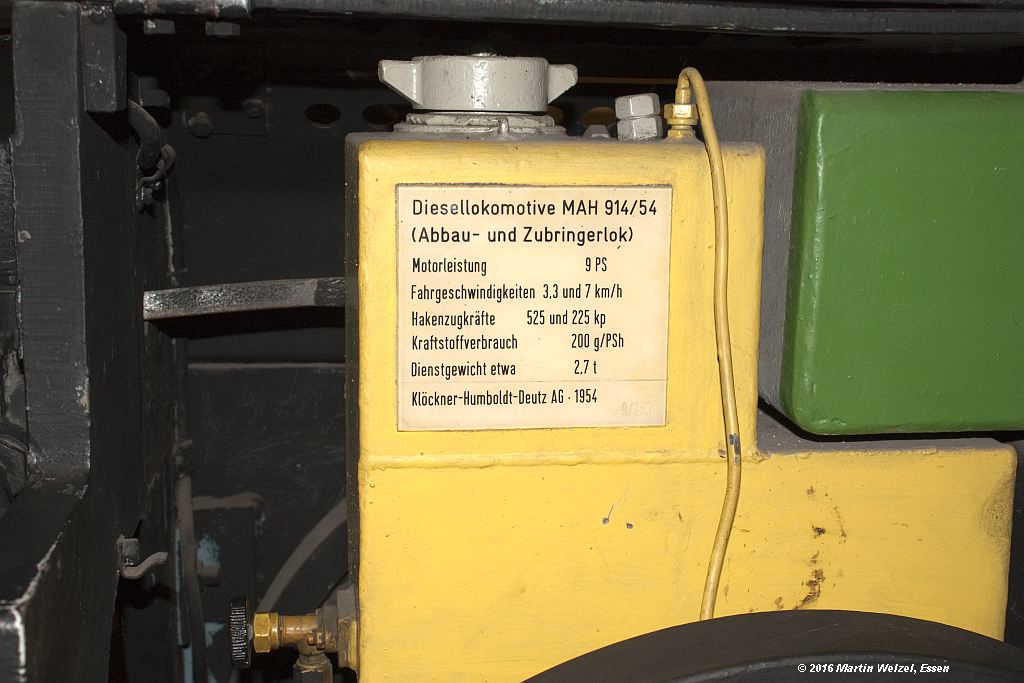 Diesellokomotive MAH 914/54
(Abbau- und Zubringerlok)
Motorleistung 9 PS
Fahrgeschwindigkeiten 3,3 und 7 km/h
Hakenzugkräfte 525 und 225 kp
Kraftstoffverbrauch 200 g/PSh
Dienstgewicht etwa 2,7 t
Klöckner-Humboldt-Deutz AG · 1954
© 2016 Martin Welzel, Essen